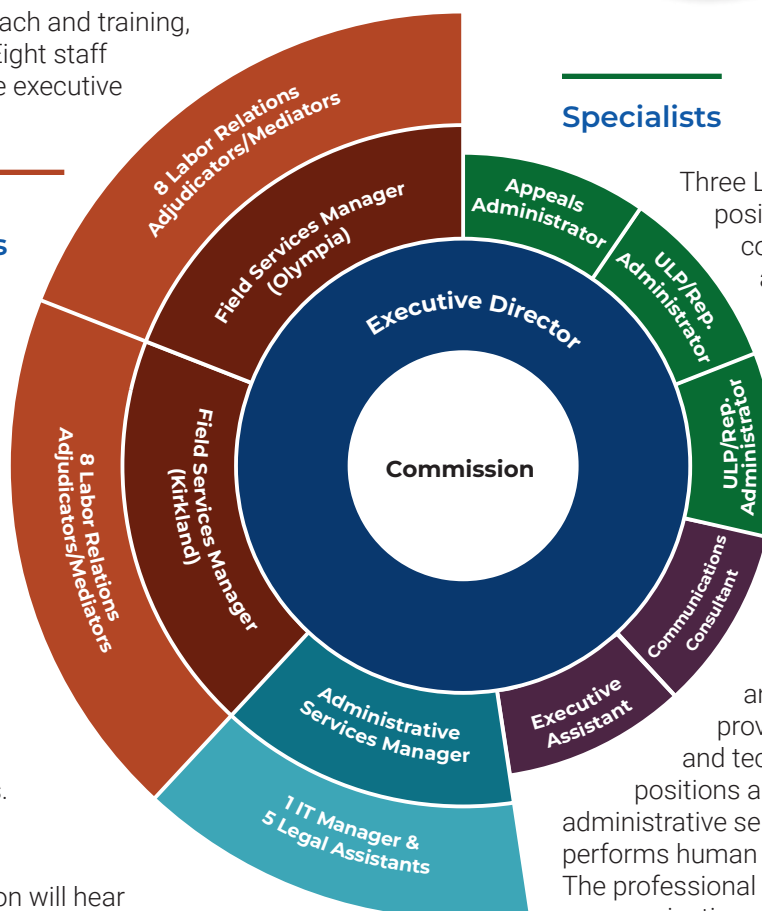 ach and training,
Eight staff
e executive
s
Specialists
Three L
posi
co
a
8 Labor Relations
Adjudicators/Mediators
Field Services Manager
(Olympia)
Appeals
Administrator
ULP/Rep.
Administrator
ULP/Rep.
Administrator
Executive Director
Commission
8 Labor Relations
Adjudicators/Mediators
Field Services Manager
(Kirkland)
Communications
Consultant
Executive
Assistant
Administrative
Services Manager
1 IT Manager &
5 Legal Assistants
s.
on will hear
ar
prov
and tec
positions a
administrative se
performs human
The professional